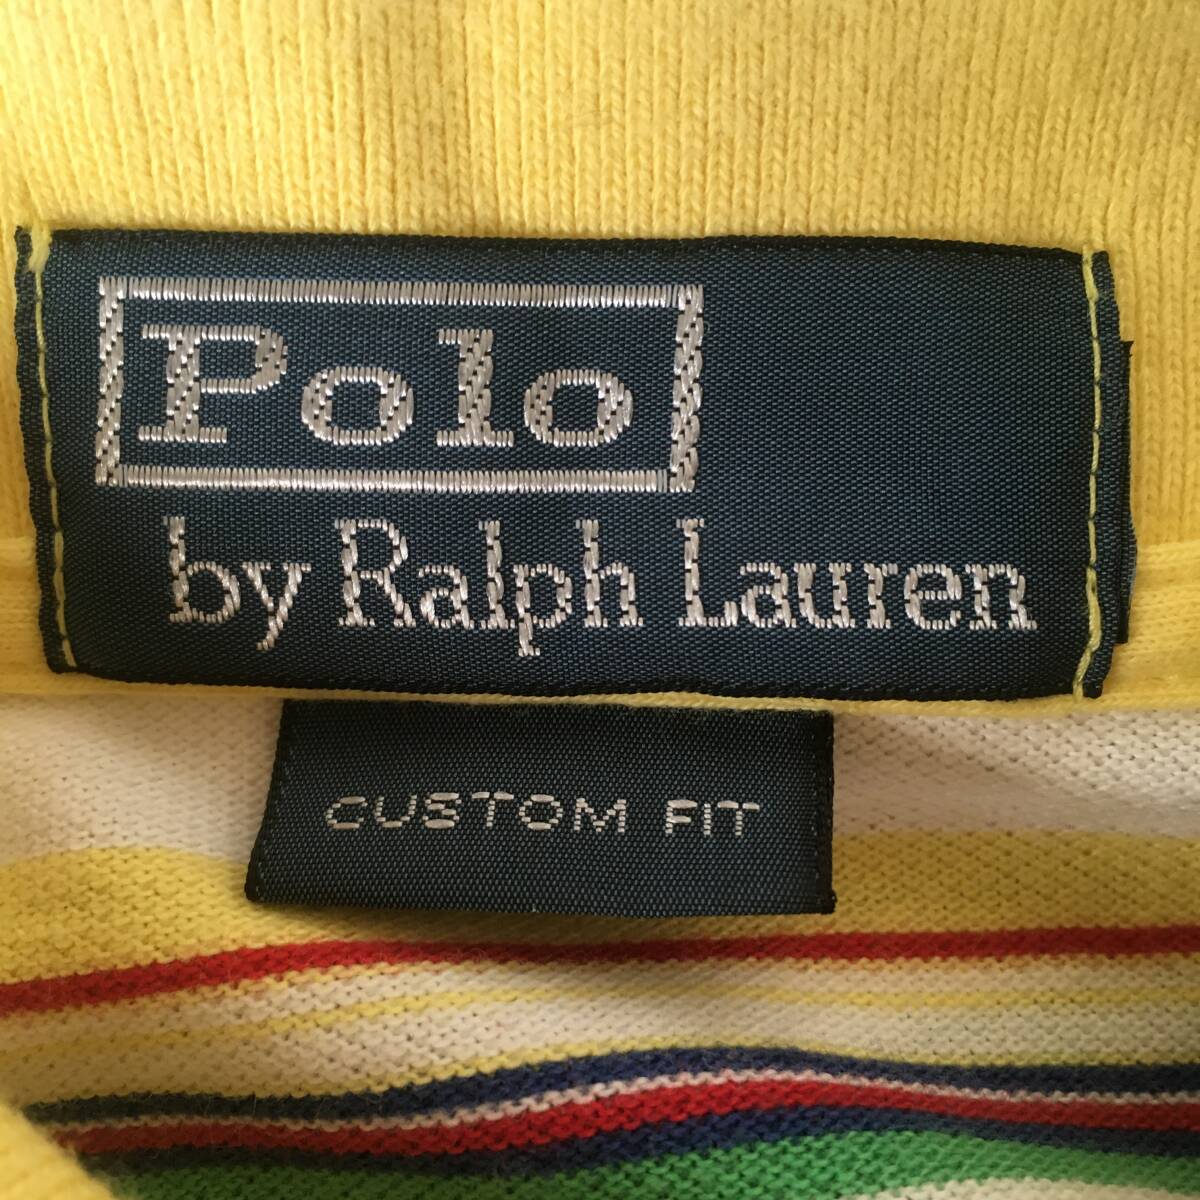 Polo
by Ralph Lauren
CUSTOM FIT